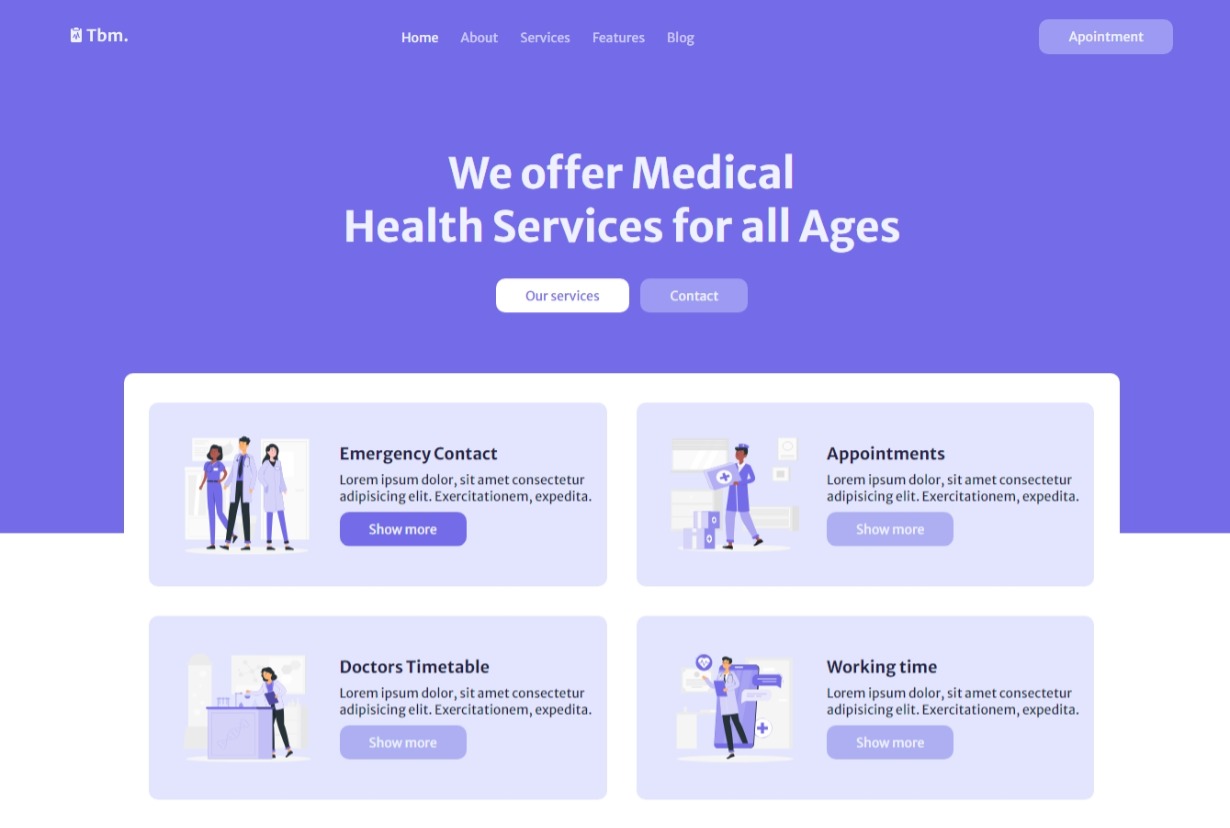 Tbm.
Home About Services Features Blog
Apointment
We offer Medical
Health Services for all Ages
Our services
Contact
Emergency Contact
Lorem ipsum dolor, sit amet consectetur
adipisicing elit. Exercitationem, expedita.
Show more
Appointments
Lorem ipsum dolor, sit amet consectetur
adipisicing elit. Exercitationem, expedita.
Show more
Doctors Timetable
Lorem ipsum dolor, sit amet consectetur
adipisicing elit. Exercitationem, expedita.
Show more
Working time
Lorem ipsum dolor, sit amet consectetur
adipisicing elit. Exercitationem, expedita.
Show more